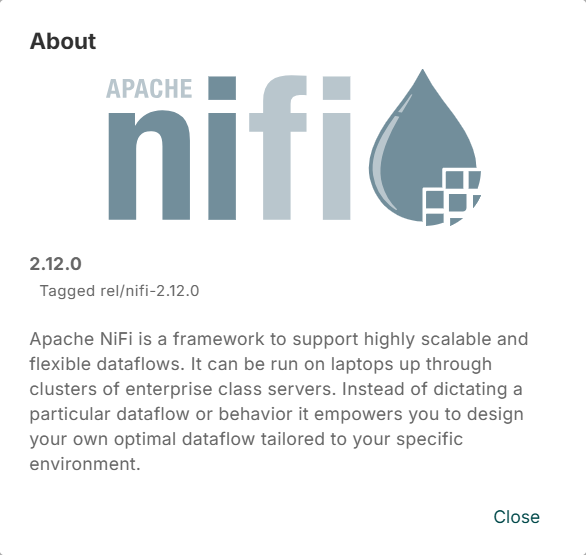 About
APACHE
nifi
2.12.0
Tagged rel/nifi-2.12.0
Apache NiFi is a framework to support highly scalable and
flexible dataflows. It can be run on laptops up through
clusters of enterprise class servers. Instead of dictating a
particular dataflow or behavior it empowers you to design
your own optimal dataflow tailored to your specific
environment.
Close